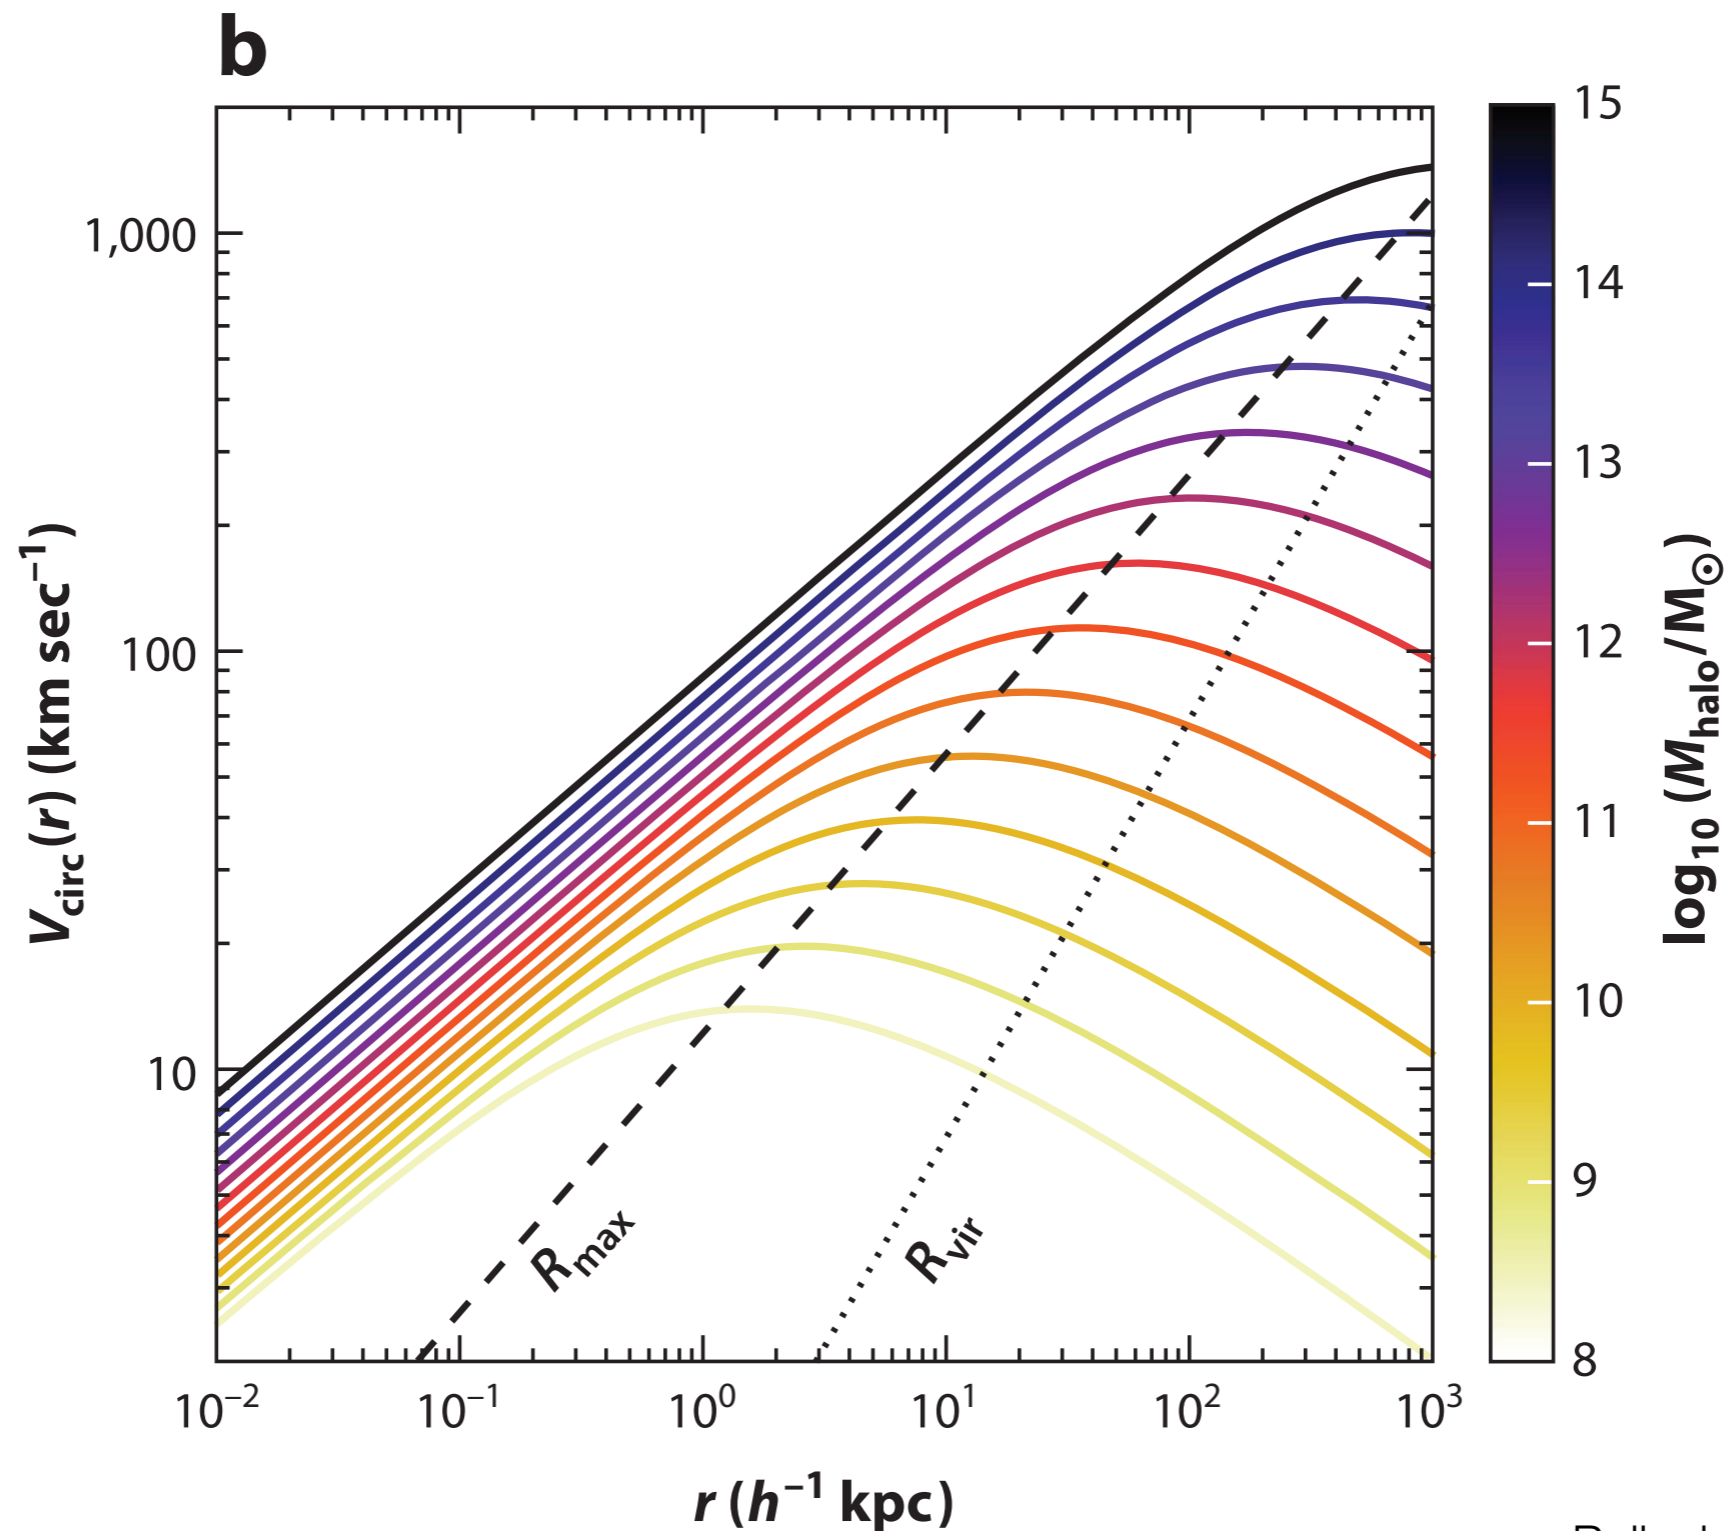 b
1,000
100
10
V_circ (r) (km sec⁻¹)
R_max
R_vir
10⁻²
10⁻¹
10⁰
10¹
10²
10³
r (h⁻¹ kpc)
15
14
13
12
11
10
9
8
log₁₀ (M_halo/M_⊙)